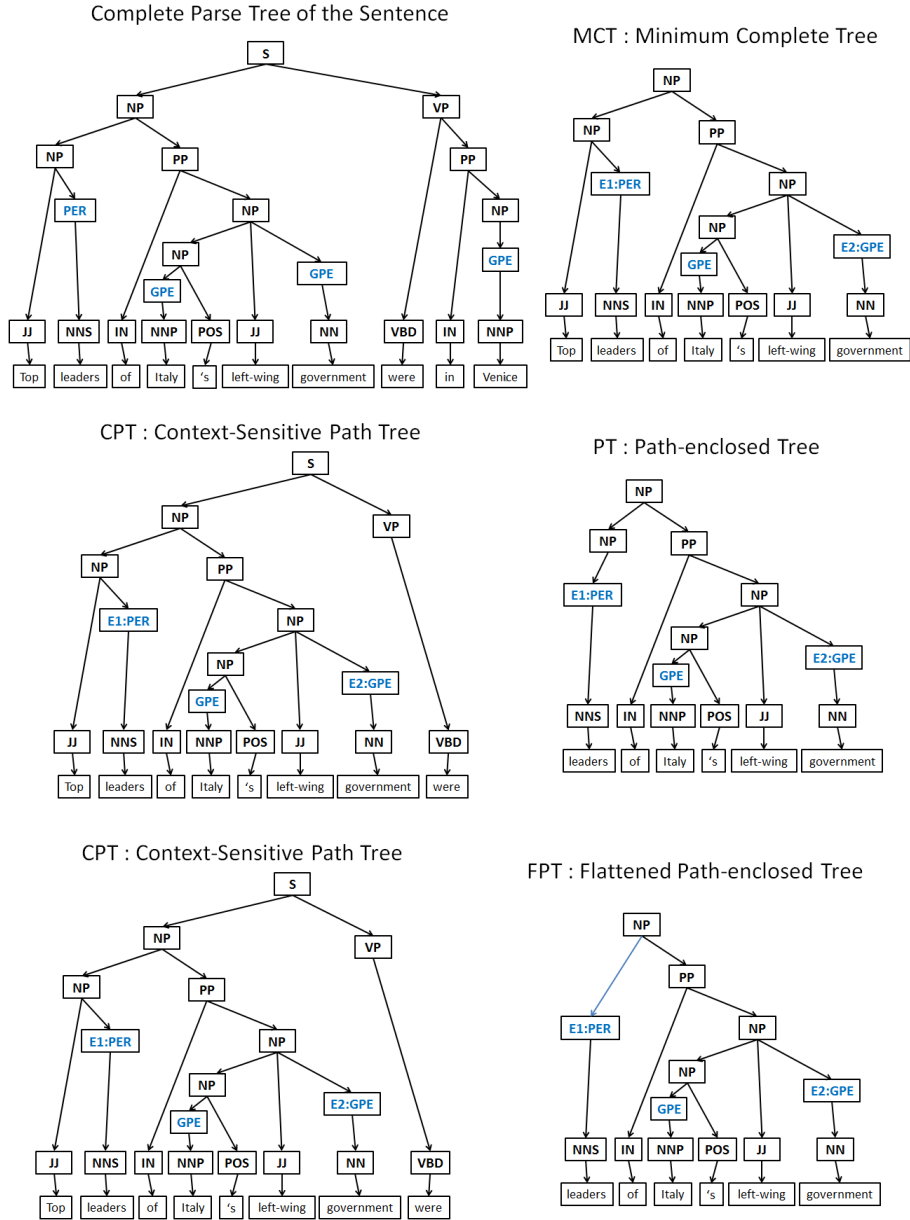 Complete Parse Tree of the Sentence
S
NP VP
NP PP PP
PER NP NP
NP GPE
GPE GPE
JJ NNS IN NNP POS JJ NN VBD IN NNP
Top leaders of Italy ‘s left-wing government were in Venice
MCT : Minimum Complete Tree
NP
NP PP
E1:PER NP
NP E2:GPE
GPE
JJ NNS IN NNP POS JJ NN
Top leaders of Italy ‘s left-wing government
CPT : Context-Sensitive Path Tree
S
NP VP
NP PP
E1:PER NP
NP E2:GPE
GPE
JJ NNS IN NNP POS JJ NN VBD
Top leaders of Italy ‘s left-wing government were
PT : Path-enclosed Tree
NP
NP PP
E1:PER NP
NP E2:GPE
GPE
NNS IN NNP POS JJ NN
leaders of Italy ‘s left-wing government
CPT : Context-Sensitive Path Tree
S
NP VP
NP PP
E1:PER NP
NP E2:GPE
GPE
JJ NNS IN NNP POS JJ NN VBD
Top leaders of Italy ‘s left-wing government were
FPT : Flattened Path-enclosed Tree
NP
PP
E1:PER NP
NP E2:GPE
GPE
NNS IN NNP POS JJ NN
leaders of Italy ‘s left-wing government